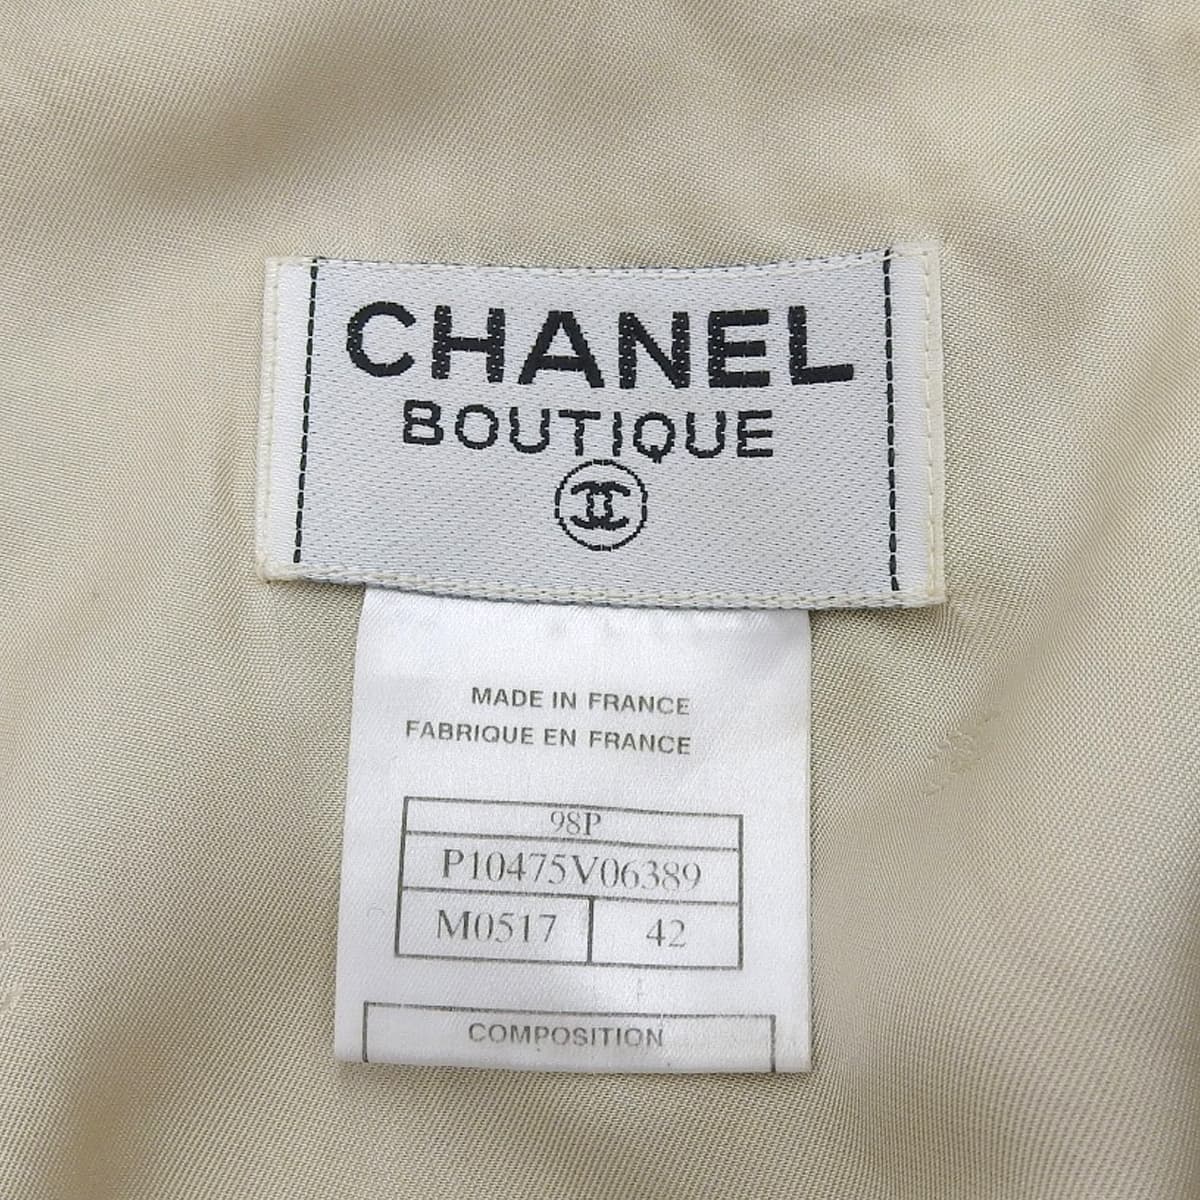 CHANEL
BOUTIQUE
MADE IN FRANCE
FABRIQUE EN FRANCE
98P
P10475V06389
M0517 42
COMPOSITION